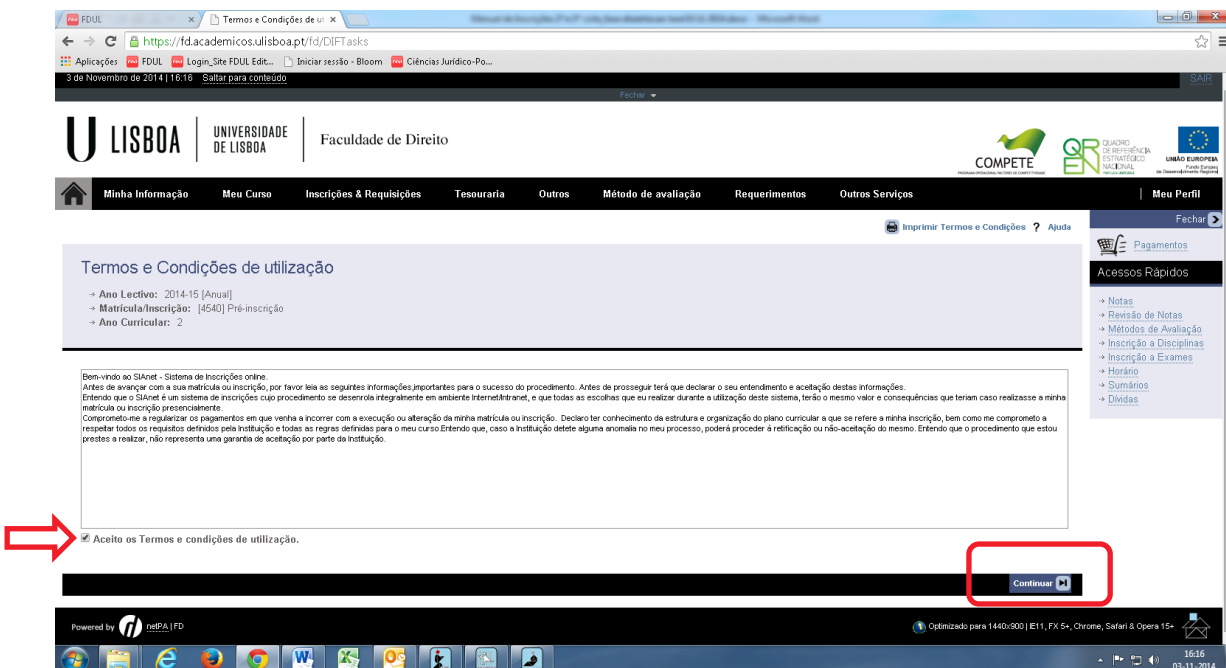 FDUL
Termos e Condições de ut
https://fd.academicos.ulisboa.pt/fd/DIFTasks
Aplicações FDUL Login_Site FDUL Edit... Iniciar sessão - Bloom Ciências Jurídico-Po...
3 de Novembro de 2014 | 16:16 Saltar para conteúdo SAIR
Fechar
U LISBOA UNIVERSIDADE DE LISBOA Faculdade de Direito
COMPETE
QREN QUADRO DE REFERÊNCIA ESTRATÉGICO NACIONAL
UNIÃO EUROPEIA
Minha Informação Meu Curso Inscrições & Requisições Tesouraria Outros Método de avaliação Requerimentos Outros Serviços Meu Perfil
Imprimir Termos e Condições ? Ajuda
Fechar
Pagamentos
Acessos Rápidos
Notas
Revisão de Notas
Métodos de Avaliação
Inscrição a Disciplinas
Inscrição a Exames
Horário
Sumários
Dívidas
Termos e Condições de utilização
Ano Lectivo: 2014-15 [Anual]
Matrícula/Inscrição: [4540] Pré-inscrição
Ano Curricular: 2
Bem-vindo ao SIAnet - Sistema de Inscrições online.
Antes de avançar com a sua matrícula ou inscrição, por favor leia as seguintes informações,importantes para o sucesso do procedimento. Antes de prosseguir terá que declarar o seu entendimento e aceitação destas informações.
Entendo que o SIAnet é um sistema de inscrições cujo procedimento se desenrola integralmente em ambiente Internet/Intranet, e que todas as escolhas que eu realizar durante a utilização deste sistema, terão o mesmo valor e consequências que teriam caso realizasse a minha
matrícula ou inscrição presencialmente.
Comprometo-me a regularizar os pagamentos em que venha a incorrer com a execução ou alteração da minha matrícula ou inscrição. Declaro ter conhecimento da estrutura e organização do plano curricular a que se refere a minha inscrição, bem como me comprometo a
respeitar todos os requisitos definidos pela Instituição e todas as regras definidas para o meu curso.Entendo que, caso a Instituição detete alguma anomalia no meu processo, poderá proceder á retificação ou não-aceitação do mesmo. Entendo que o procedimento que estou
prestes a realizar, não representa uma garantia de aceitação por parte da Instituição.
Aceito os Termos e condições de utilização.
Continuar
Powered by netPA | FD
Optimizado para 1440x900 | IE11, FX 5+, Chrome, Safari & Opera 15+
16:16
03-11-2014